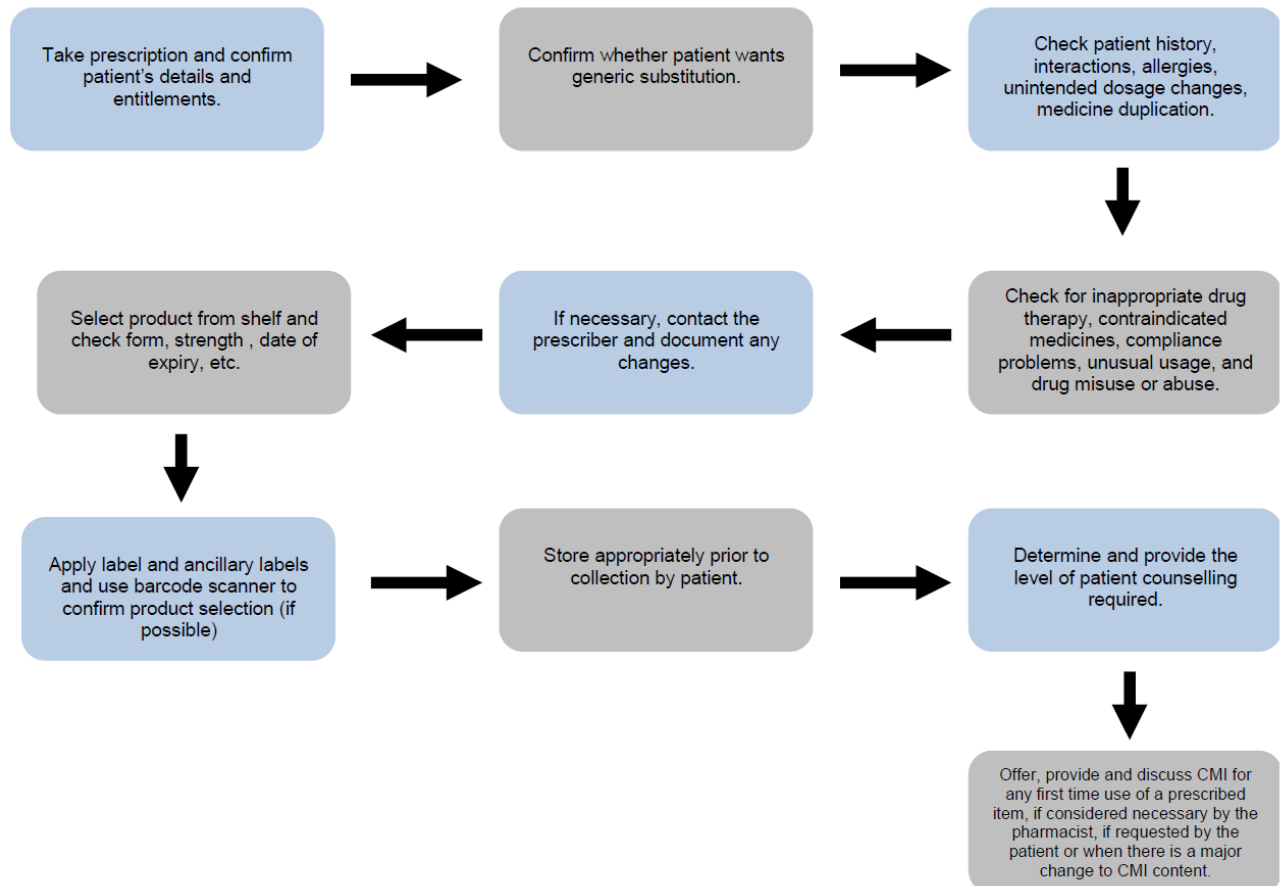 Take prescription and confirm
patient's details and
entitlements.
Confirm whether patient wants
generic substitution.
Check patient history,
interactions, allergies,
unintended dosage changes,
medicine duplication.
Check for inappropriate drug
therapy, contraindicated
medicines, compliance
problems, unusual usage, and
drug misuse or abuse.
If necessary, contact the
prescriber and document any
changes.
Select product from shelf and
check form, strength , date of
expiry, etc.
Apply label and ancillary labels
and use barcode scanner to
confirm product selection (if
possible)
Store appropriately prior to
collection by patient.
Determine and provide the
level of patient counselling
required.
Offer, provide and discuss CMI for
any first time use of a prescribed
item, if considered necessary by the
pharmacist, if requested by the
patient or when there is a major
change to CMI content.